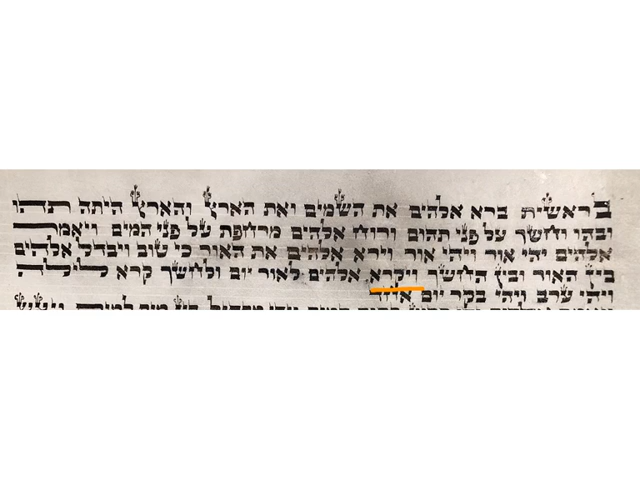 בראשית ברא אלהים את השמים ואת הארץ והארץ היתה תהו
ובהו וחשך על פני תהום ורוח אלהים מרחפת על פני המים ויאמר
אלהים יהי אור ויהי אור וירא אלהים את האור כי טוב ויבדל אלהים
בין האור ובין החשך ויקרא אלהים לאור יום ולחשך קרא לילה
ויהי ערב ויהי בקר יום אחד